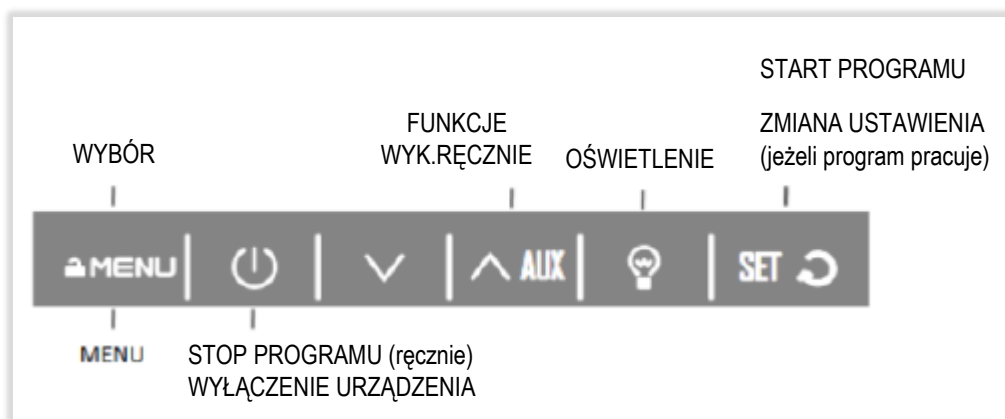 START PROGRAMU
FUNKCJE
ZMIANA USTAWIENIA
WYBÓR
WYK.RĘCZNIE
OŚWIETLENIE
(jeżeli program pracuje)
MENU
AUX
SET
MENU
STOP PROGRAMU (ręcznie)
WYŁĄCZENIE URZĄDZENIA